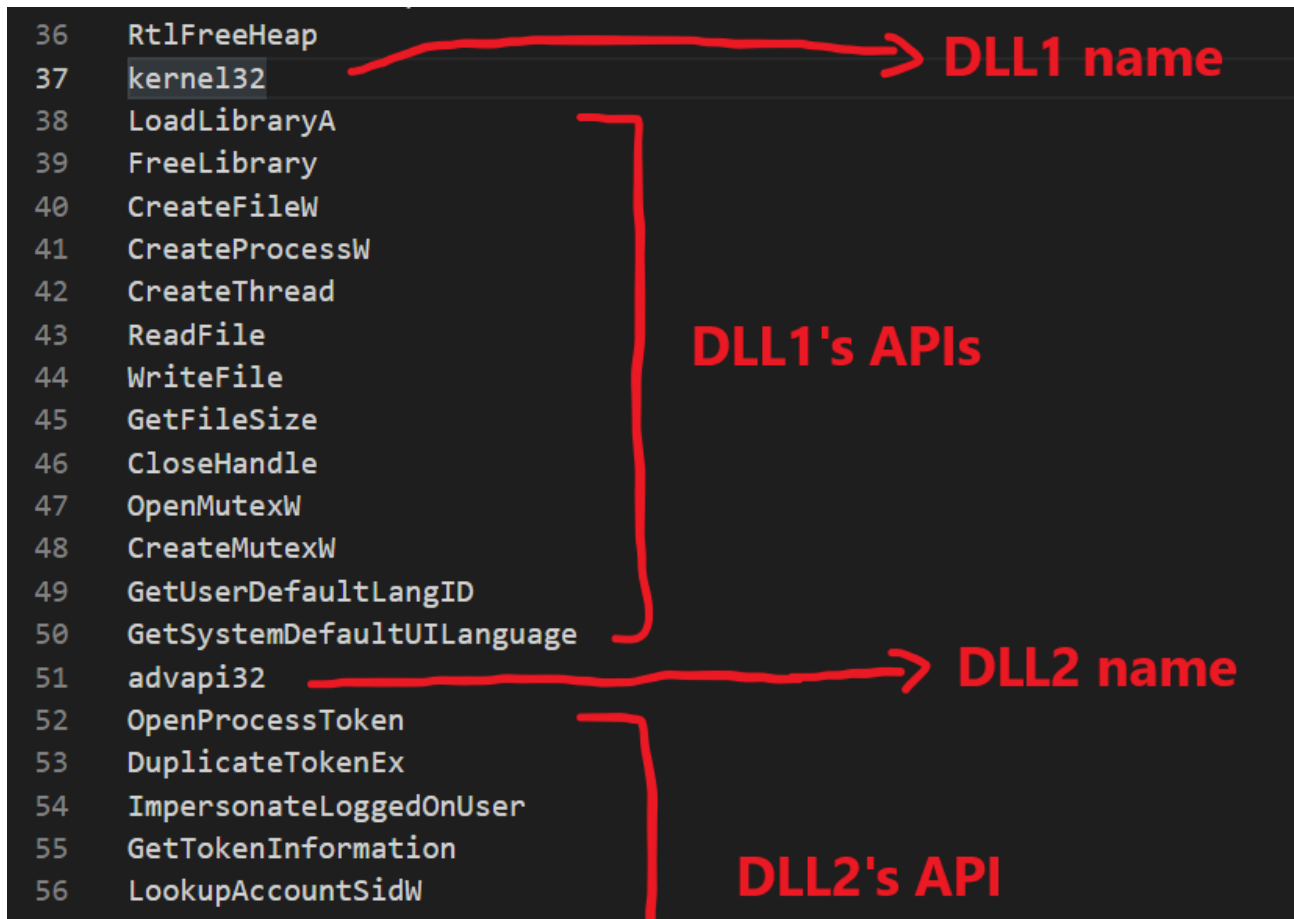 36 RtlFreeHeap
37 kernel32 DLL1 name
38 LoadLibraryA
39 FreeLibrary
40 CreateFileW
41 CreateProcessW
42 CreateThread
43 ReadFile DLL1's APIs
44 WriteFile
45 GetFileSize
46 CloseHandle
47 OpenMutexW
48 CreateMutexW
49 GetUserDefaultLangID
50 GetSystemDefaultUILanguage
51 advapi32 DLL2 name
52 OpenProcessToken
53 DuplicateTokenEx
54 ImpersonateLoggedOnUser
55 GetTokenInformation
56 LookupAccountSidW DLL2's API